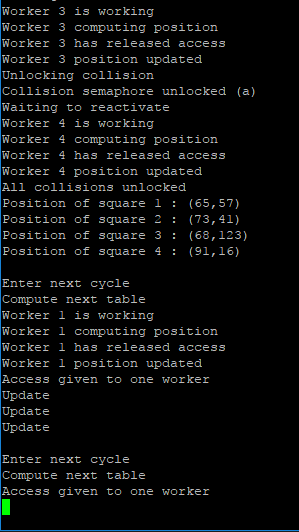 Worker 3 is working
Worker 3 computing position
Worker 3 has released access
Worker 3 position updated
Unlocking collision
Collision semaphore unlocked (a)
Waiting to reactivate
Worker 4 is working
Worker 4 computing position
Worker 4 has released access
Worker 4 position updated
All collisions unlocked
Position of square 1 : (65,57)
Position of square 2 : (73,41)
Position of square 3 : (68,123)
Position of square 4 : (91,16)
Enter next cycle
Compute next table
Worker 1 is working
Worker 1 computing position
Worker 1 has released access
Worker 1 position updated
Access given to one worker
Update
Update
Update
Enter next cycle
Compute next table
Access given to one worker